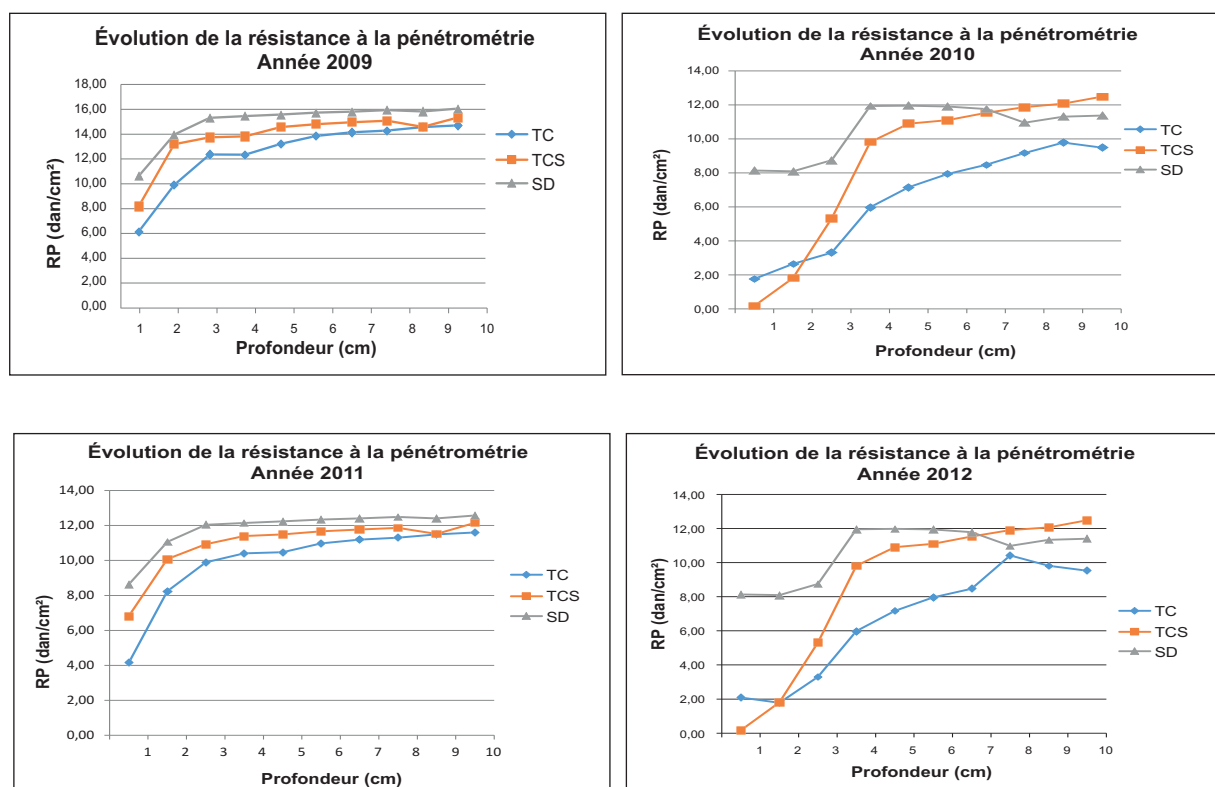 Évolution de la résistance à la pénétrométrie
Année 2009
18,00
16,00
14,00
12,00
10,00
8,00
6,00
4,00
2,00
0,00
RP (dan/cm²)
1 2 3 4 5 6 7 8 9 10
Profondeur (cm)
TC
TCS
SD
Évolution de la résistance à la pénétrométrie
Année 2010
14,00
12,00
10,00
8,00
6,00
4,00
2,00
0,00
RP (dan/cm²)
1 2 3 4 5 6 7 8 9 10
Profondeur (cm)
TC
TCS
SD
Évolution de la résistance à la pénétrométrie
Année 2011
14,00
12,00
10,00
8,00
6,00
4,00
2,00
0,00
RP (dan/cm²)
1 2 3 4 5 6 7 8 9 10
Profondeur (cm)
TC
TCS
SD
Évolution de la résistance à la pénétrométrie
Année 2012
14,00
12,00
10,00
8,00
6,00
4,00
2,00
0,00
RP (dan/cm²)
1 2 3 4 5 6 7 8 9 10
Profondeur (cm)
TC
TCS
SD